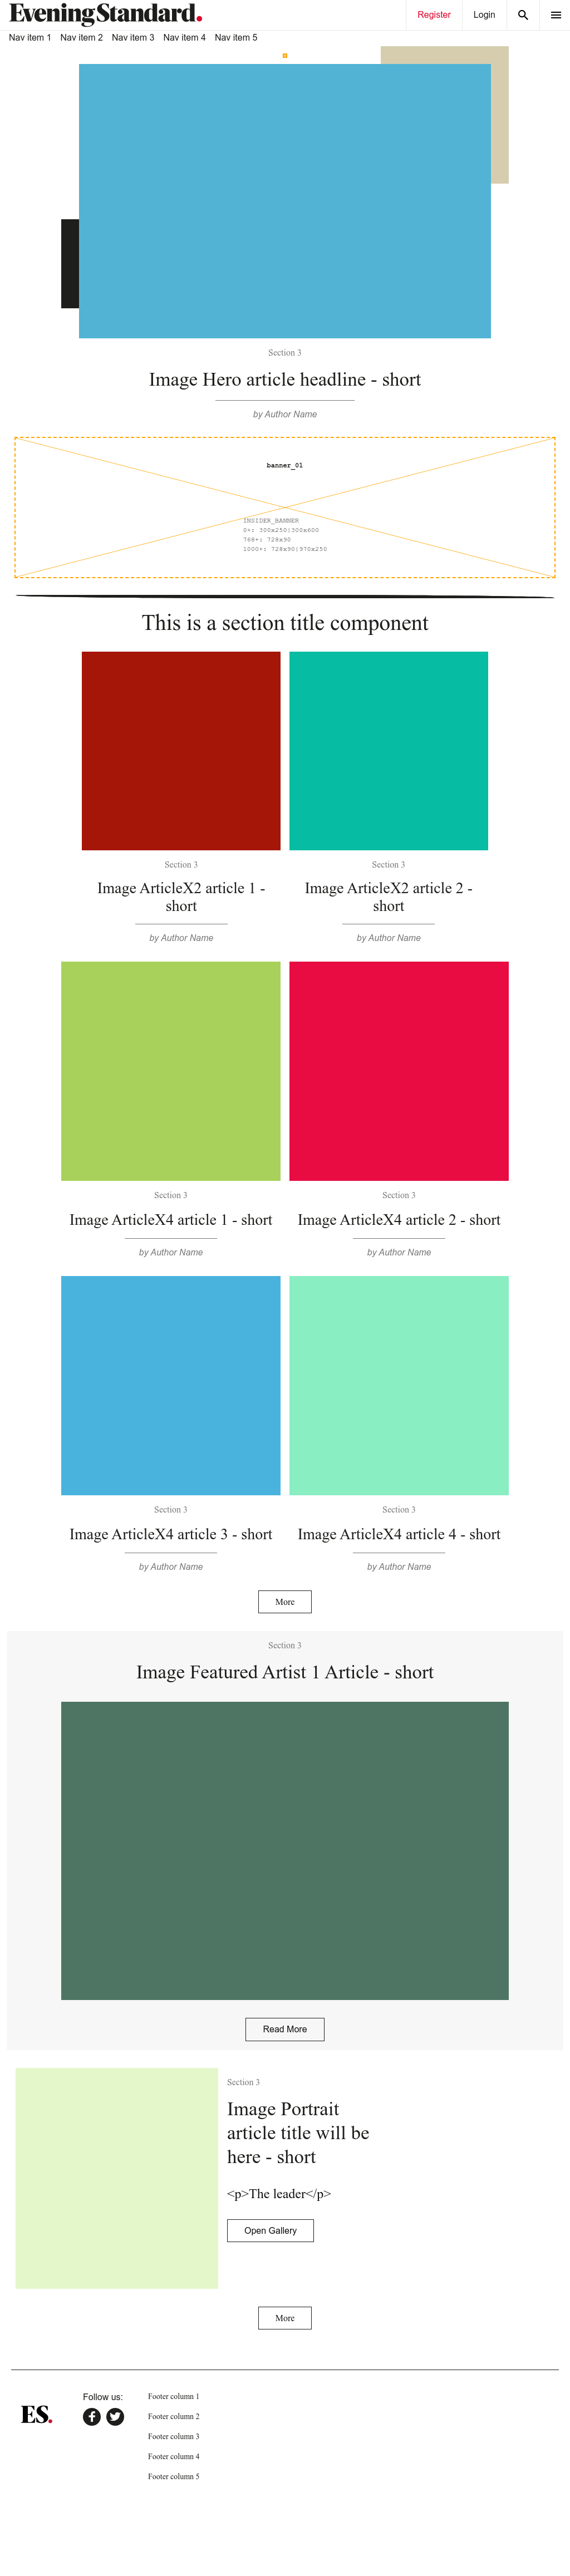 Evening Standard.
Register
Login
Nav item 1
Nav item 2
Nav item 3
Nav item 4
Nav item 5
Section 3
Image Hero article headline - short
by Author Name
banner_01
INSIDER_BANNER
0+: 300x250|300x600
768+: 728x90
1000+: 728x90|970x250
This is a section title component
Section 3
Image ArticleX2 article 1 -
short
by Author Name
Section 3
Image ArticleX2 article 2 -
short
by Author Name
Section 3
Image ArticleX4 article 1 - short
by Author Name
Section 3
Image ArticleX4 article 2 - short
by Author Name
Section 3
Image ArticleX4 article 3 - short
by Author Name
Section 3
Image ArticleX4 article 4 - short
by Author Name
More
Section 3
Image Featured Artist 1 Article - short
Read More
Section 3
Image Portrait
article title will be
here - short
&lt;p&gt;The leader&lt;/p&gt;
Open Gallery
More
ES.
Follow us:
Footer column 1
Footer column 2
Footer column 3
Footer column 4
Footer column 5